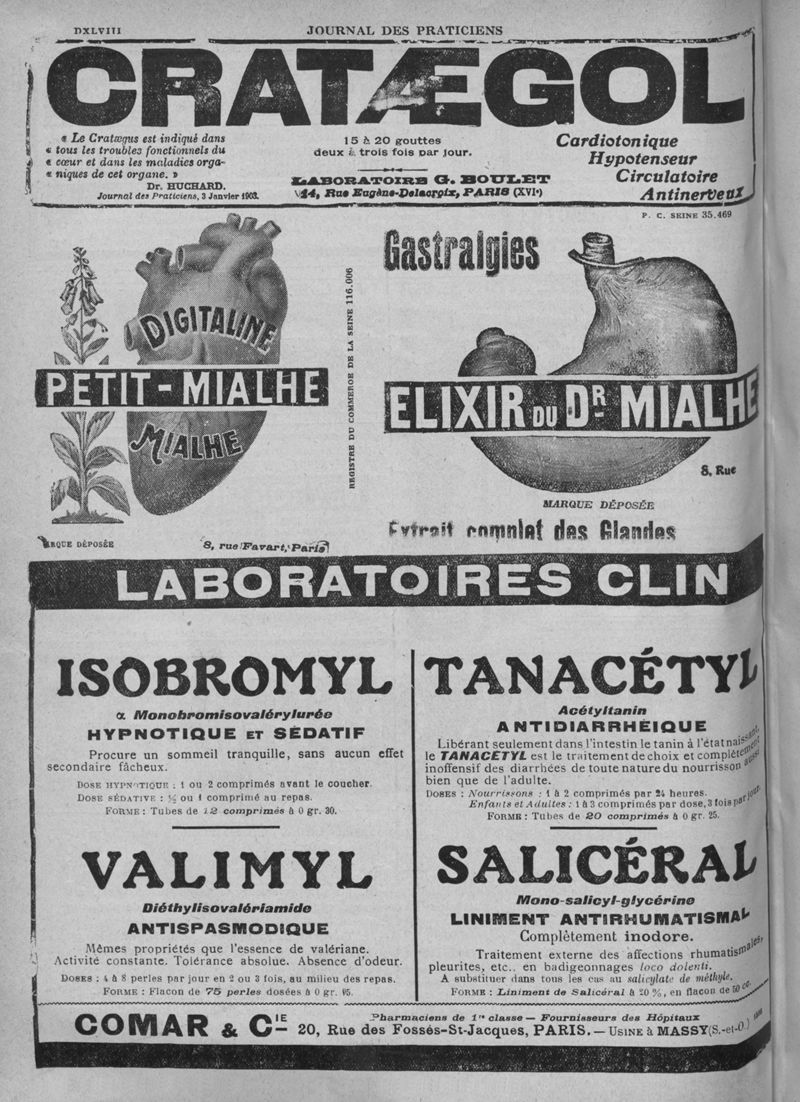 DXLVIII
JOURNAL DES PRATICIENS
CRATÆGOL
« Le Cratægus est indiqué dans
« tous les troubles fonctionnels du
« cœur et dans les maladies orga-
« niques de cet organe. »
Dr. HUCHARD.
Journal des Praticiens, 3 Janvier 1903.
15 à 20 gouttes
deux à trois fois par jour.
LABORATOIRE G. BOULET
24, Rue Eugène-Delacroix, PARIS (XVIe)
Cardiotonique
Hypotenseur
Circulatoire
Antinerveux
P. C. SEINE 35.469
DIGITALINE
PETIT-MIALHE
MIALHE
MARQUE DÉPOSÉE
8, rue Favart, Paris
REGISTRE DU COMMERCE DE LA SEINE 116.006
Gastralgies
ELIXIR DU DR MIALHE
8, Rue
MARQUE DÉPOSÉE
Extrait complet des Glandes
LABORATOIRES CLIN
ISOBROMYL
α Monobromisovalérylurée
HYPNOTIQUE ET SÉDATIF
Procure un sommeil tranquille, sans aucun effet
secondaire fâcheux.
DOSE HYPNOTIQUE : 1 ou 2 comprimés avant le coucher.
DOSE SÉDATIVE : ½ ou 1 comprimé au repas.
FORME : Tubes de 12 comprimés à 0 gr. 30.
VALIMYL
Diéthylisovalériamide
ANTISPASMODIQUE
Mêmes propriétés que l'essence de valériane.
Activité constante. Tolérance absolue. Absence d'odeur.
DOSES : 4 à 8 perles par jour en 2 ou 3 fois, au milieu des repas.
FORME : Flacon de 75 perles dosées à 0 gr. 05.
TANACÉTYL
Acétyltanin
ANTIDIARRHÉIQUE
Libérant seulement dans l'intestin le tanin à l'état naissant,
le TANACÉTYL est le traitement de choix et complètement
inoffensif des diarrhées de toute nature du nourrisson aussi
bien que de l'adulte.
DOSES : Nourrissons : 1 à 2 comprimés par 24 heures.
Enfants et Adultes : 1 à 3 comprimés par dose, 3 fois par jour.
FORME : Tubes de 20 comprimés à 0 gr. 25.
SALICÉRAL
Mono-salicyl-glycérine
LINIMENT ANTIRHUMATISMAL
Complètement inodore.
Traitement externe des affections rhumatismales,
pleurites, etc.. en badigeonnages loco dolenti.
A substituer dans tous les cas au salicylate de méthyle.
FORME : Liniment de Salicéral à 20 %, en flacon de 50 cc.
COMAR & CIE
Pharmaciens de 1re classe — Fournisseurs des Hôpitaux
20, Rue des Fossés-St-Jacques, PARIS. — USINE à MASSY (S.-et-O.)